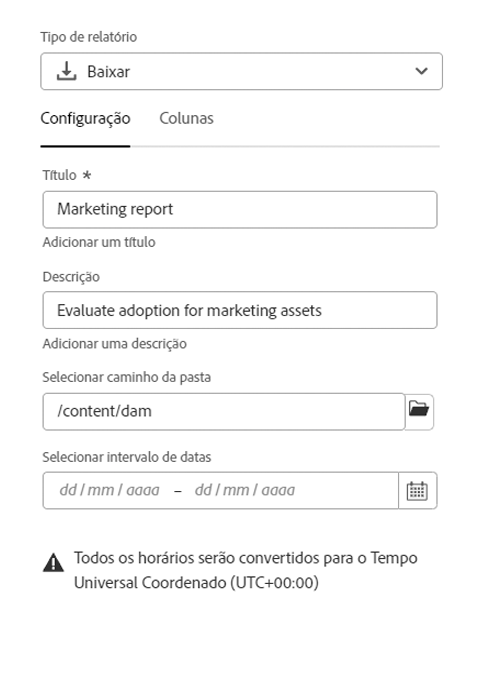 Tipo de relatório
Baixar
Configuração Colunas
Título *
Marketing report
Adicionar um título
Descrição
Evaluate adoption for marketing assets
Adicionar uma descrição
Selecionar caminho da pasta
/content/dam
Selecionar intervalo de datas
dd / mm / aaaa – dd / mm / aaaa
Todos os horários serão convertidos para o Tempo
Universal Coordenado (UTC+00:00)